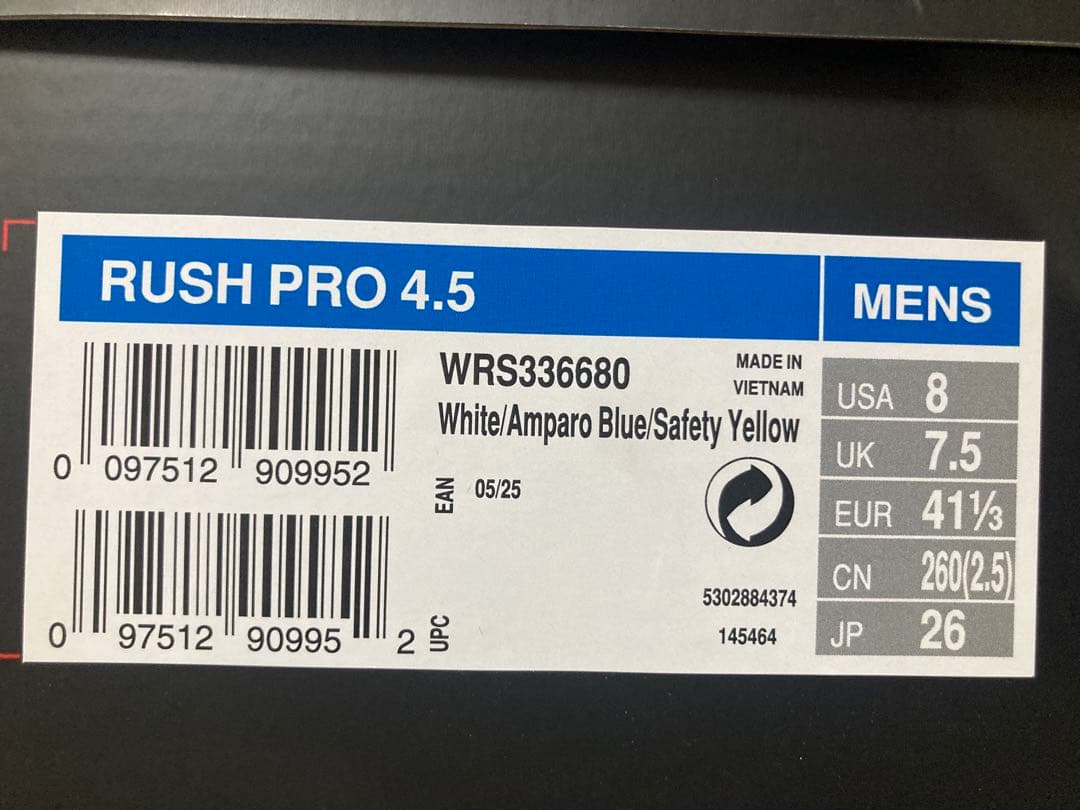 RUSH PRO 4.5
MENS
0 097512 909952
0 97512 90995 2
WRS336680
White/Amparo Blue/Safety Yellow
MADE IN
VIETNAM
EAN 05/25
UPC
5302884374
145464
USA 8
UK 7.5
EUR 41⅓
CN 260(2.5)
JP 26